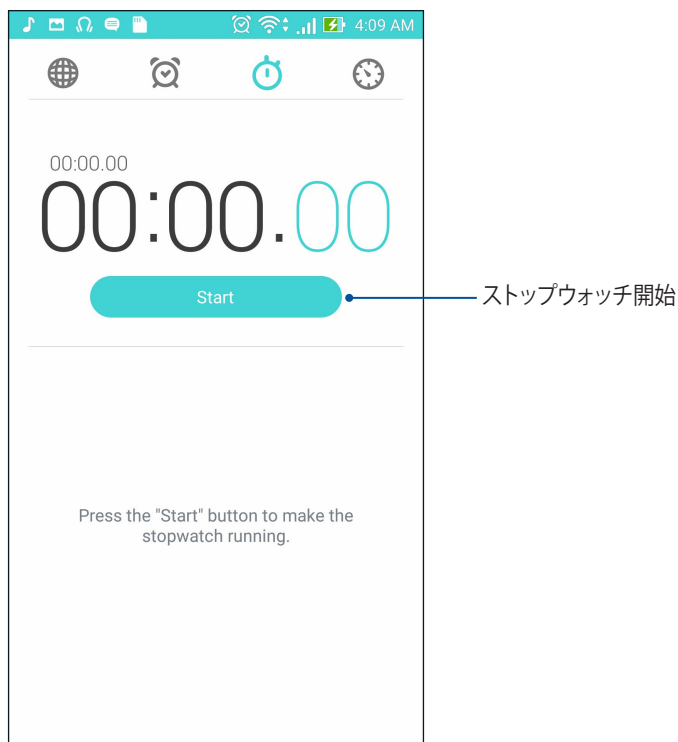 4:09 AM
00:00.00
00:00.00
Start
ストップウォッチ開始
Press the "Start" button to make the
stopwatch running.